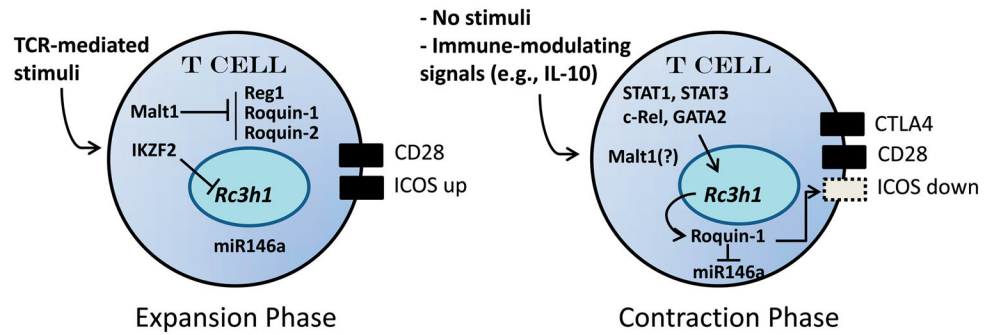 TCR-mediated
stimuli
T CELL
Malt1
Reg1
Roquin-1
Roquin-2
IKZF2
Rc3h1
miR146a
CD28
ICOS up
Expansion Phase
- No stimuli
- Immune-modulating
signals (e.g., IL-10)
T CELL
STAT1, STAT3
c-Rel, GATA2
Malt1(?)
Rc3h1
Roquin-1
miR146a
CTLA4
CD28
ICOS down
Contraction Phase